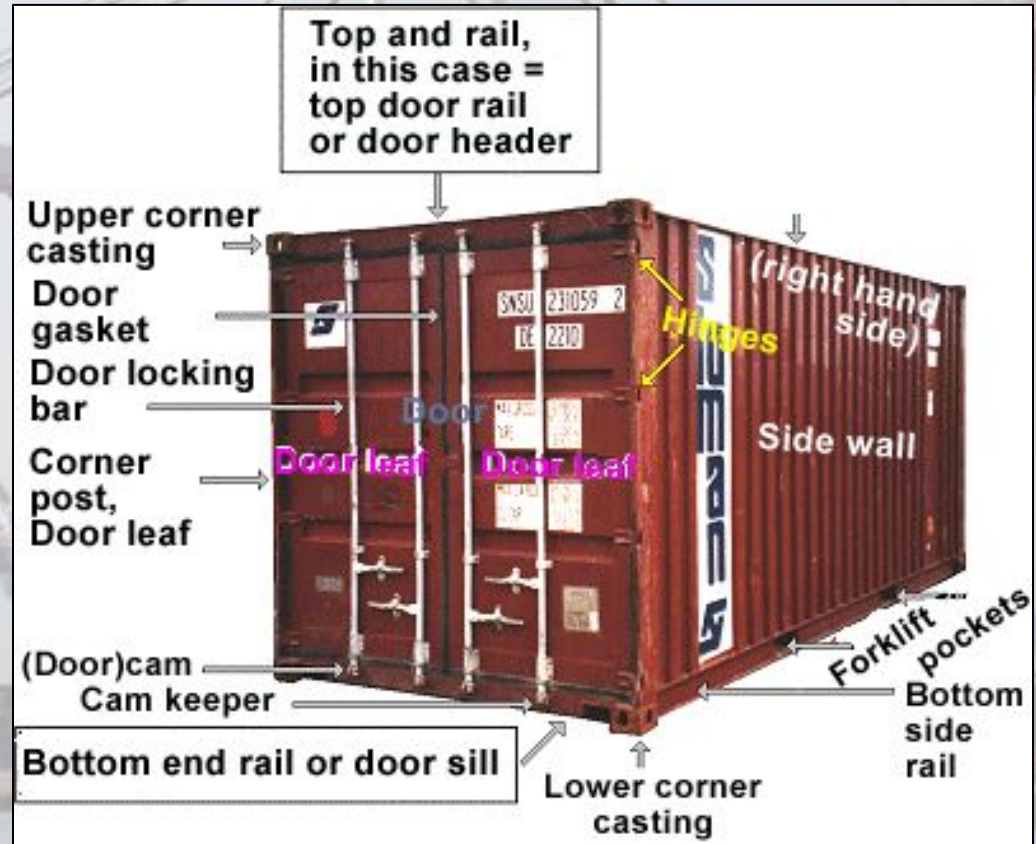 Top and rail,
in this case =
top door rail
or door header
Upper corner
casting
Door
gasket
Door locking
bar
Corner
post,
Door leaf
(Door)cam
Cam keeper
Bottom end rail or door sill
Lower corner
casting
Bottom
side
rail
Forklift
pockets
(right hand
side)
Hinges
Side wall
Door
Door leaf
Door leaf
SNSU 231059 2
DE 2210